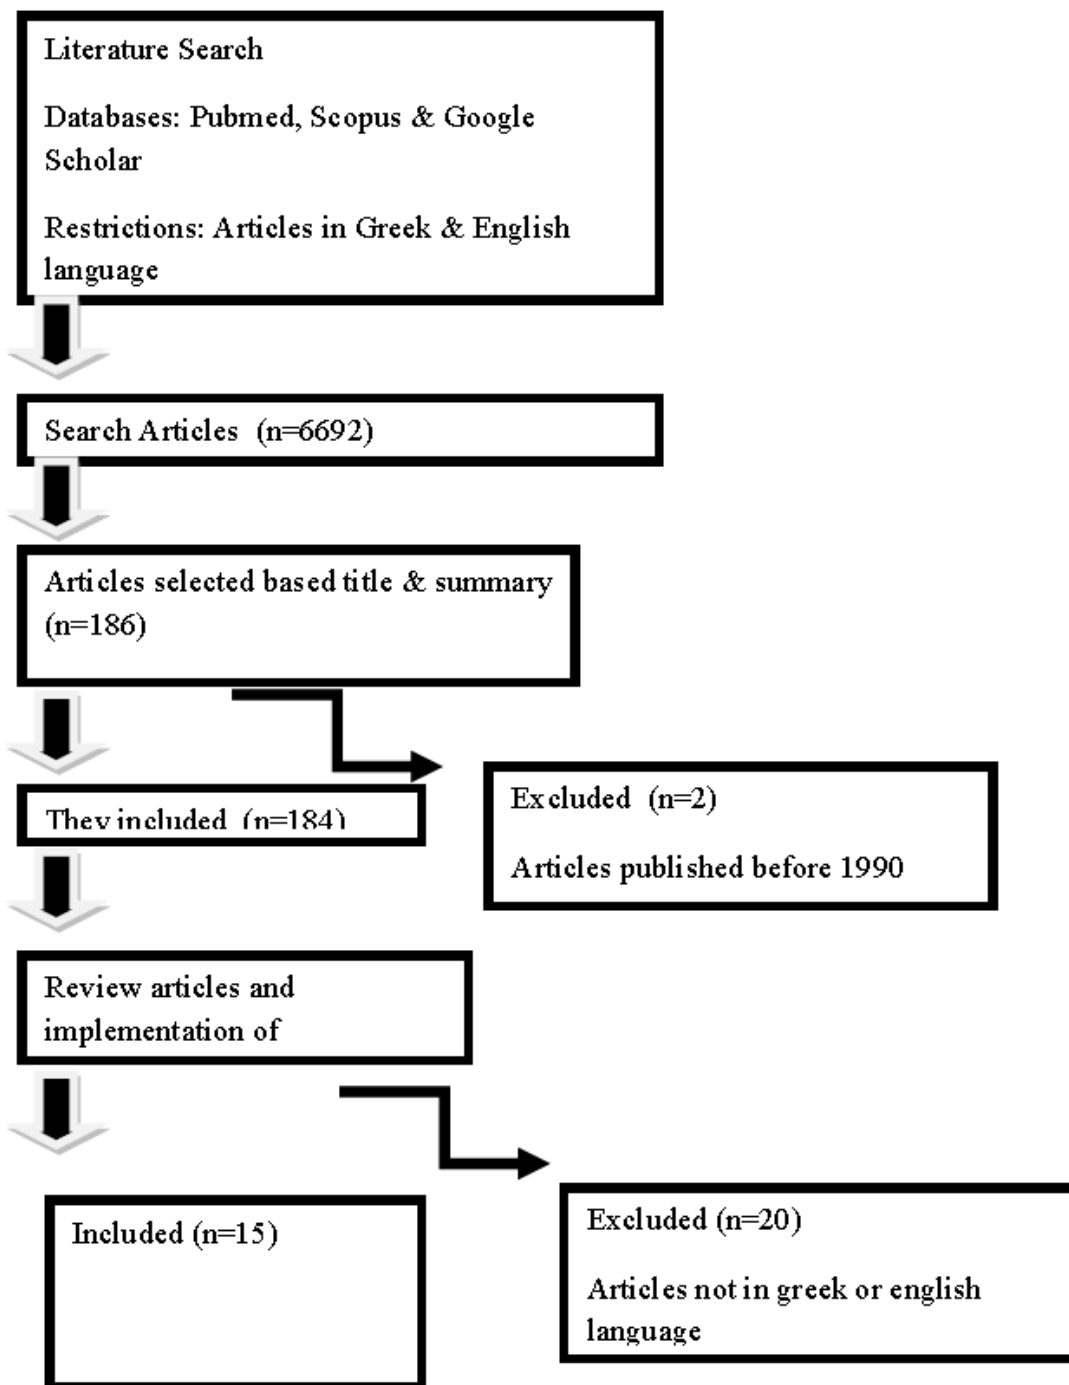 Literature Search
Databases: Pubmed, Scopus & Google
Scholar
Restrictions: Articles in Greek & English
language
Search Articles (n=6692)
Articles selected based title & summary
(n=186)
They included (n=184)
Excluded (n=2)
Articles published before 1990
Review articles and
implementation of
Included (n=15)
Excluded (n=20)
Articles not in greek or english
language